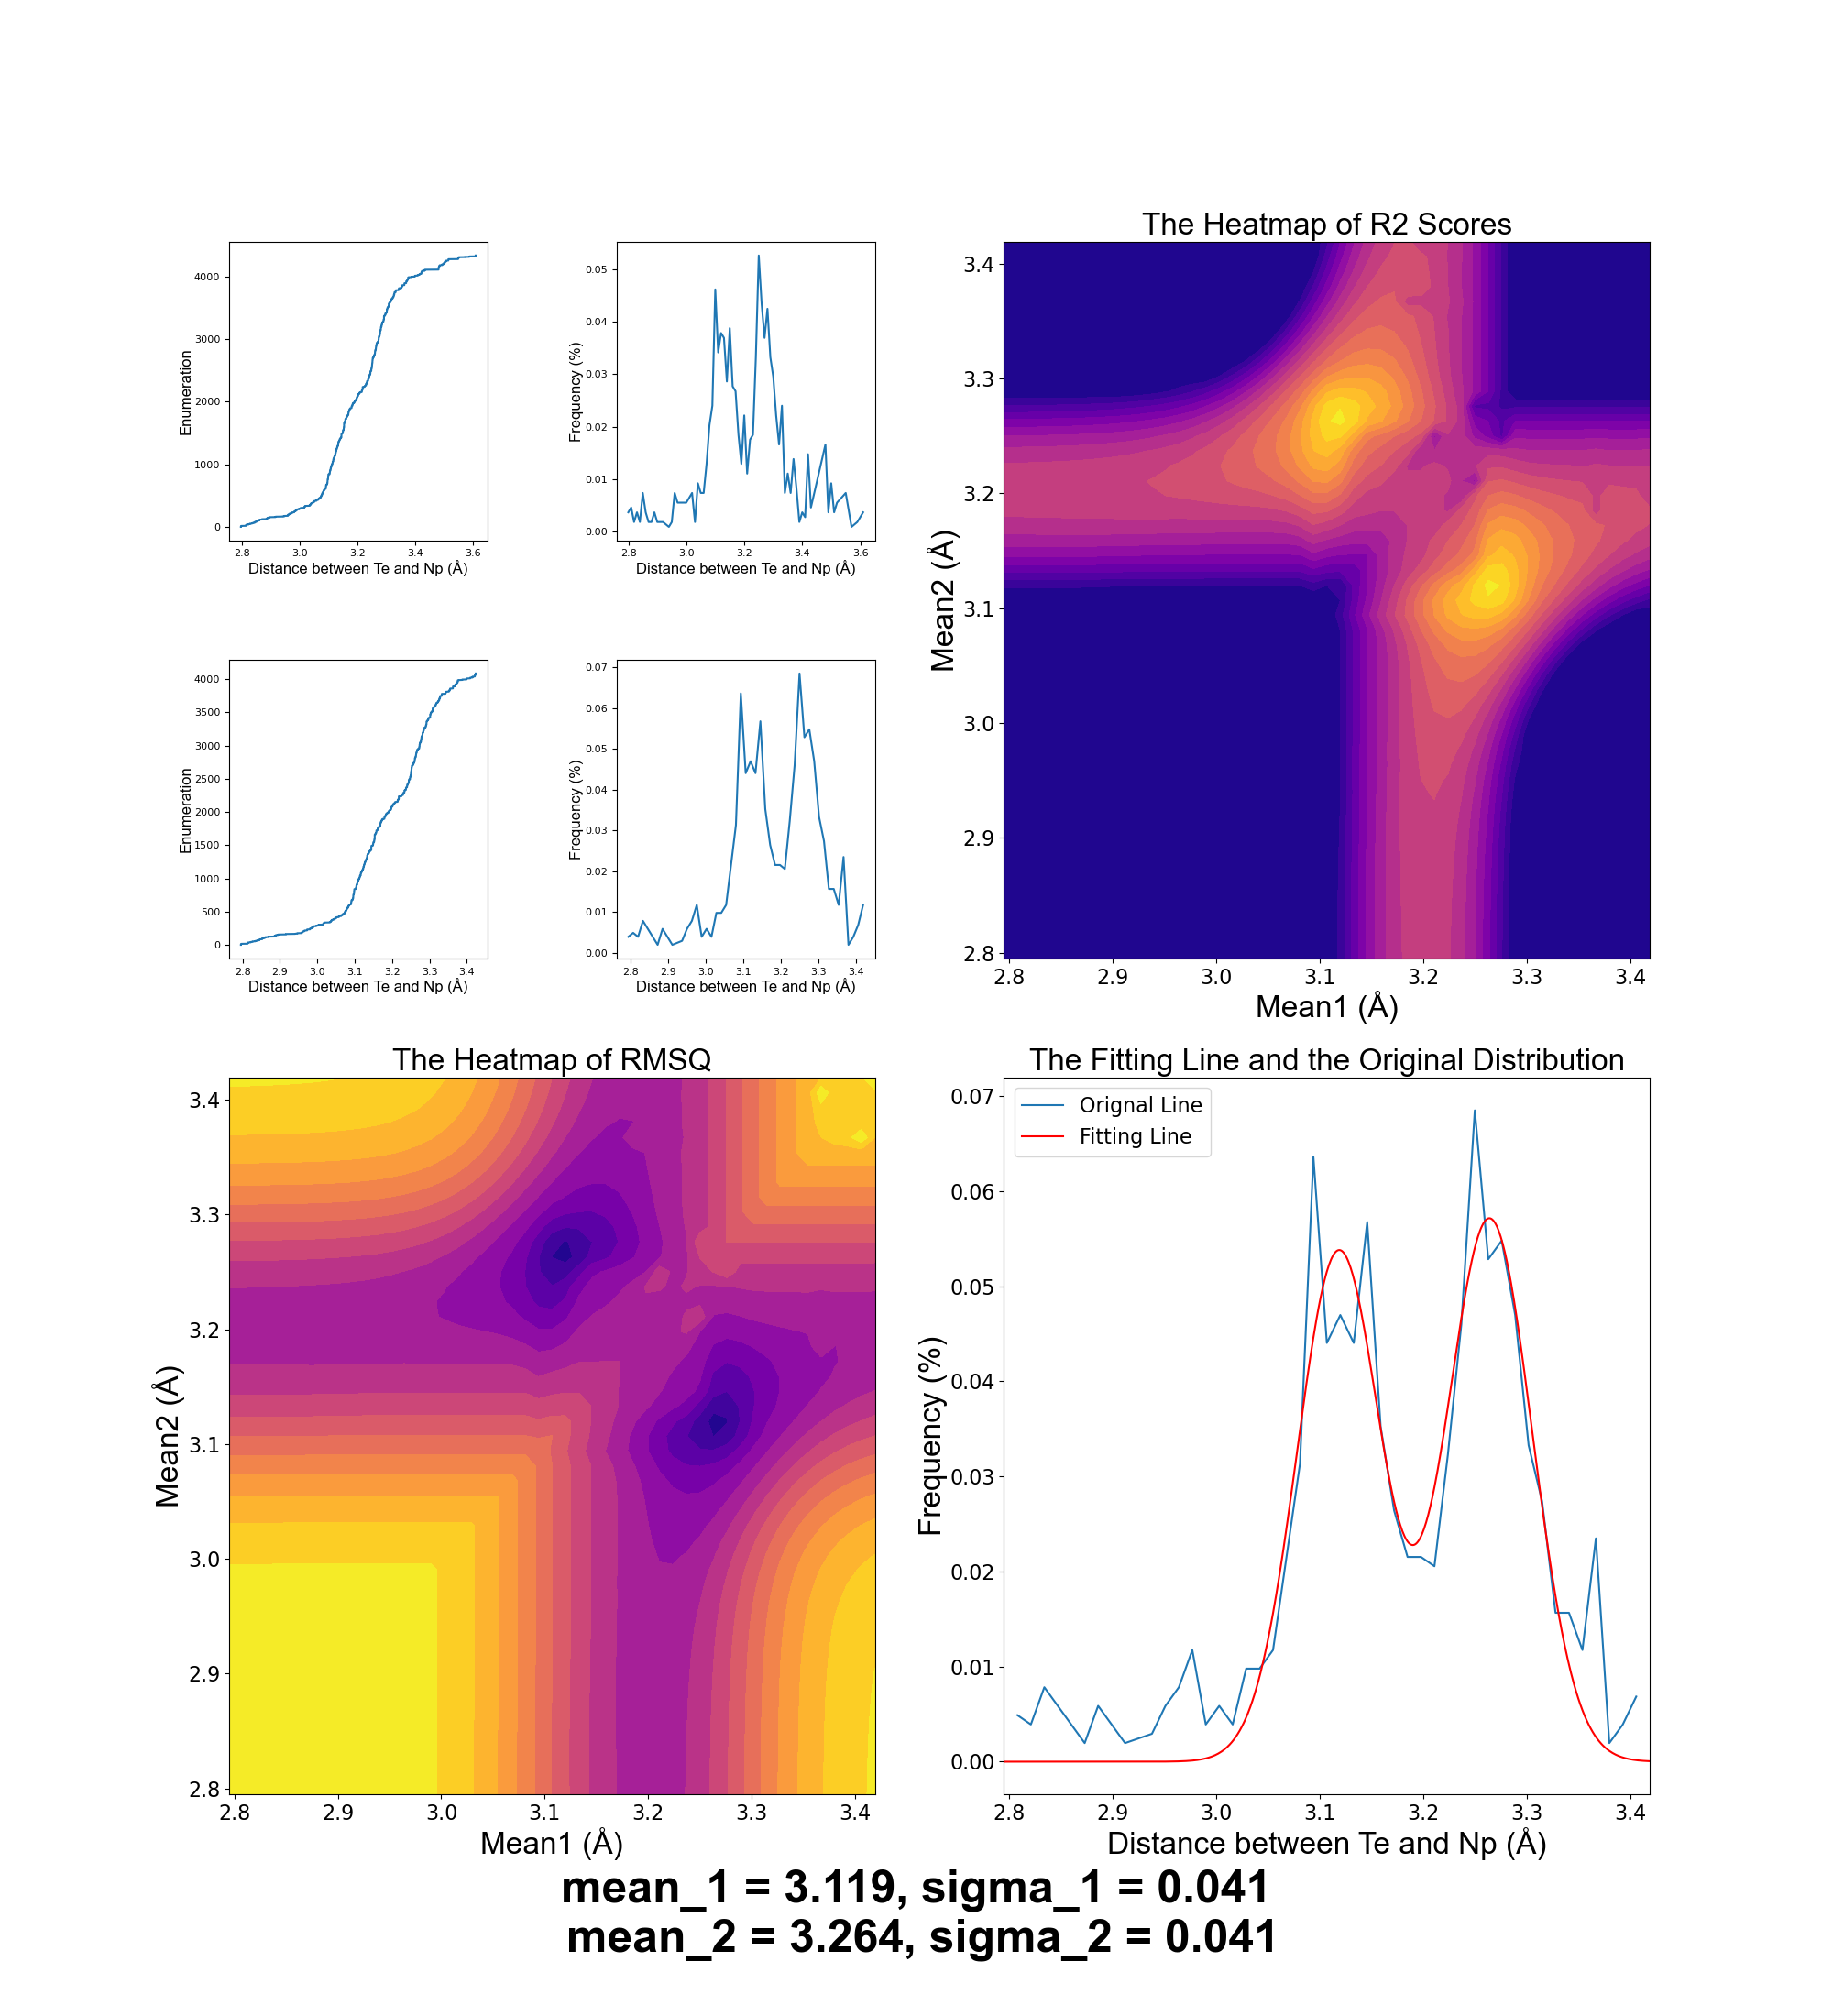 Enumeration
4000
3000
2000
1000
0
2.8 3.0 3.2 3.4 3.6
Distance between Te and Np (Å)
Frequency (%)
0.05
0.04
0.03
0.02
0.01
0.00
2.8 3.0 3.2 3.4 3.6
Distance between Te and Np (Å)
The Heatmap of R2 Scores
Mean2 (Å)
3.4
3.3
3.2
3.1
3.0
2.9
2.8
2.8 2.9 3.0 3.1 3.2 3.3 3.4
Mean1 (Å)
Enumeration
4000
3500
3000
2500
2000
1500
1000
500
0
2.8 2.9 3.0 3.1 3.2 3.3 3.4
Distance between Te and Np (Å)
Frequency (%)
0.07
0.06
0.05
0.04
0.03
0.02
0.01
0.00
2.8 2.9 3.0 3.1 3.2 3.3 3.4
Distance between Te and Np (Å)
The Heatmap of RMSQ
Mean2 (Å)
3.4
3.3
3.2
3.1
3.0
2.9
2.8
2.8 2.9 3.0 3.1 3.2 3.3 3.4
Mean1 (Å)
The Fitting Line and the Original Distribution
Orignal Line
Fitting Line
Frequency (%)
0.07
0.06
0.05
0.04
0.03
0.02
0.01
0.00
2.8 2.9 3.0 3.1 3.2 3.3 3.4
Distance between Te and Np (Å)
mean_1 = 3.119, sigma_1 = 0.041
mean_2 = 3.264, sigma_2 = 0.041